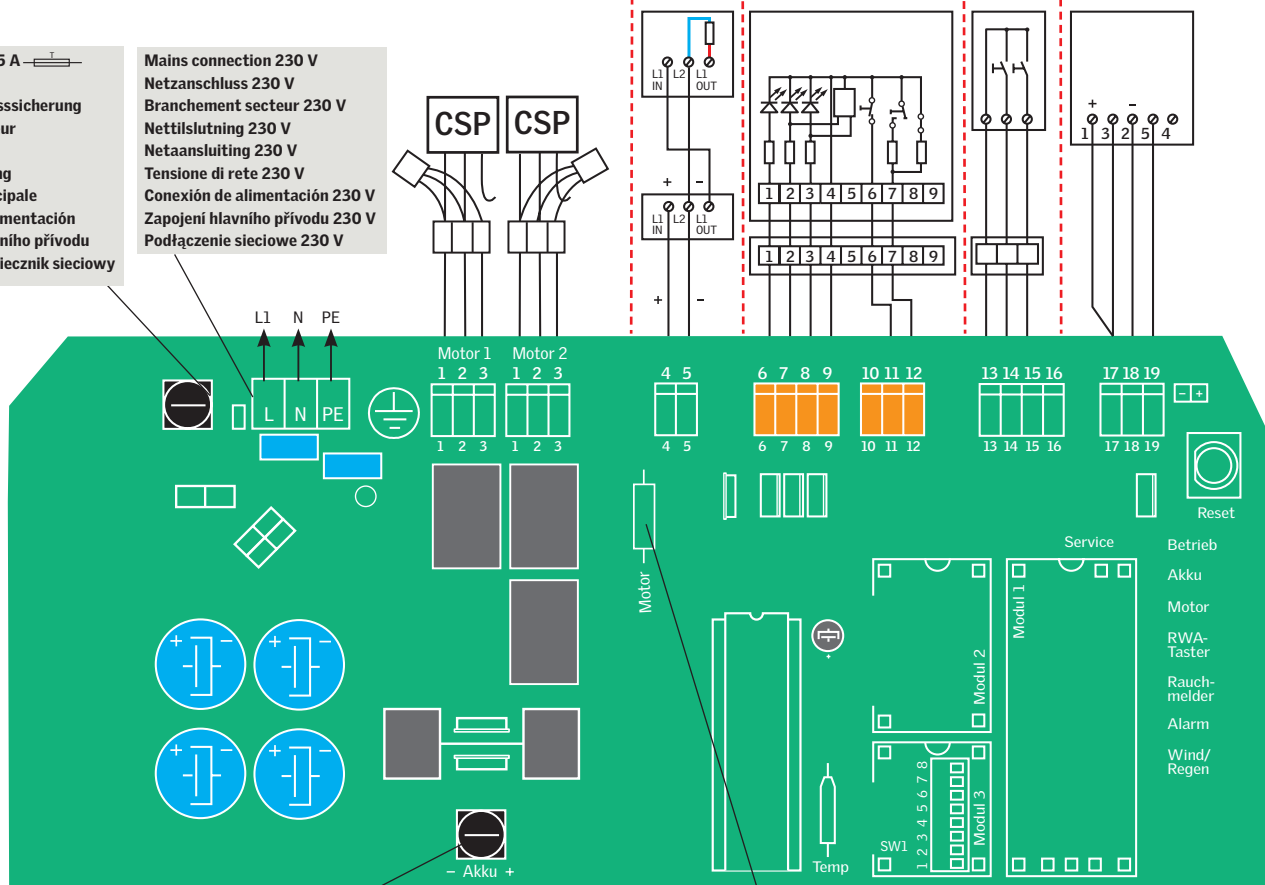 5 A T
sssicherung
ur
ng
cipale
mentación
vního přívodu
iecznik sieciowy
Mains connection 230 V
Netzanschluss 230 V
Branchement secteur 230 V
Nettilslutning 230 V
Netaansluiting 230 V
Tensione di rete 230 V
Conexión de alimentación 230 V
Zapojení hlavního přívodu 230 V
Podłączenie sieciowe 230 V
CSP CSP
L1 IN L2 L1 OUT
+ −
L1 IN L2 L1 OUT
+ −
1 2 3 4 5 6 7 8 9
1 2 3 4 5 6 7 8 9
+ −
1 3 2 5 4
L1 N PE
L N PE
Motor 1 Motor 2
1 2 3 1 2 3
1 2 3 1 2 3
4 5 6 7 8 9 10 11 12 13 14 15 16 17 18 19
4 5 6 7 8 9 10 11 12 13 14 15 16 17 18 19
− +
Reset
Motor
Service
Betrieb
Akku
Motor
RWA-
Taster
Rauch-
melder
Alarm
Wind/
Regen
Modul 1
Modul 2
Modul 3
SW1
1 2 3 4 5 6 7 8
+ − + −
+ − + −
+
Temp
− Akku +